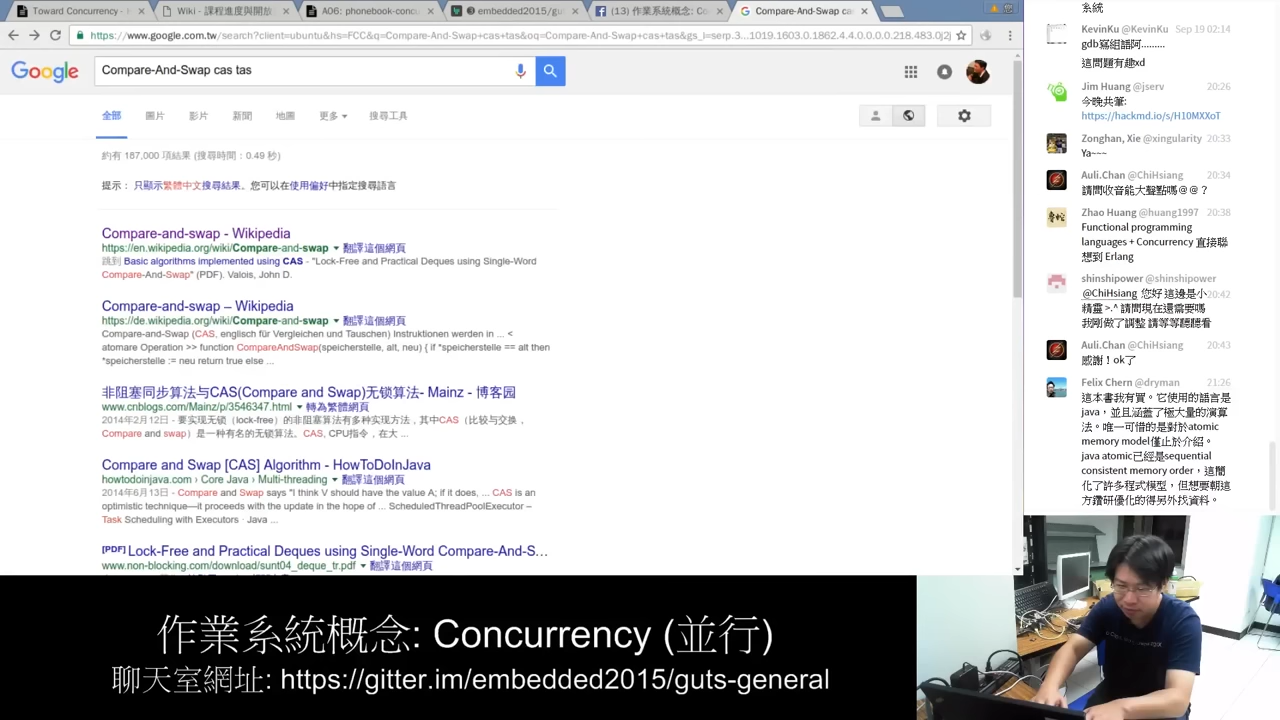 Toward Concurrency - H
Wiki - 課程進度與開放
A06: phonebook-concu
embedded2015/gut
(13) 作業系統概念: Con
Compare-And-Swap ca
https://www.google.com.tw/search?client=ubuntu&hs=FCC&q=Compare-And-Swap+cas+tas&oq=Compare-And-Swap+cas+tas&gs_l=serp.3...1019.1603.0.1862.4.4.0.0.0.0.218.483.0j2j
Google
Compare-And-Swap cas tas
全部 圖片 影片 新聞 地圖 更多 搜尋工具
約有 187,000 項結果 (搜尋時間：0.49 秒)
提示： 只顯示繁體中文搜尋結果。您可以在使用偏好中指定搜尋語言
Compare-and-swap - Wikipedia
https://en.wikipedia.org/wiki/Compare-and-swap 翻譯這個網頁
跳到 Basic algorithms implemented using CAS - "Lock-Free and Practical Deques using Single-Word
Compare-And-Swap" (PDF). Valois, John D.
Compare-and-swap – Wikipedia
https://de.wikipedia.org/wiki/Compare-and-swap 翻譯這個網頁
Compare-and-Swap (CAS, englisch für Vergleichen und Tauschen) Instruktionen werden in ... <
atomare Operation >> function CompareAndSwap(speicherstelle, alt, neu) { if *speicherstelle == alt then
*speicherstelle := neu return true else ...
非阻塞同步算法与CAS(Compare and Swap)无锁算法- Mainz - 博客园
www.cnblogs.com/Mainz/p/3546347.html 轉為繁體網頁
2014年2月12日 - 要实现无锁（lock-free）的非阻塞算法有多种实现方法，其中CAS（比较与交换，
Compare and swap）是一种有名的无锁算法。CAS, CPU指令，在大 ...
Compare and Swap [CAS] Algorithm - HowToDoInJava
howtodoinjava.com › Core Java › Multi-threading 翻譯這個網頁
2014年6月13日 - Compare and Swap says "I think V should have the value A; if it does, ... CAS is an
optimistic technique—it proceeds with the update in the hope of ... ScheduledThreadPoolExecutor –
Task Scheduling with Executors · Java ...
[PDF] Lock-Free and Practical Deques using Single-Word Compare-And-S...
www.non-blocking.com/download/sunt04_deque_tr.pdf 翻譯這個網頁
系統
KevinKu @KevinKu Sep 19 02:14
gdb寫組語阿.........
這問題有趣xd
Jim Huang @jserv 20:26
今晚共筆:
https://hackmd.io/s/H10MXXoT
Zonghan, Xie @xingularity 20:33
Ya~~~
Auli.Chan @ChiHsiang 20:34
請問收音能大聲點嗎@@？
Zhao Huang @huang1997 20:38
Functional programming
languages + Concurrency 直接聯
想到 Erlang
shinshipower @shinshipower
@ChiHsiang 您好 這邊是小 20:42
精靈 >.^ 請問現在還需要嗎
我剛做了調整 請等等聽聽看
Auli.Chan @ChiHsiang 20:43
感謝！ok了
Felix Chern @dryman 21:26
這本書我有買。它使用的語言是
java，並且涵蓋了極大量的演算
法。唯一可惜的是對於atomic
memory model僅止於介紹。
java atomic已經是sequential
consistent memory order，這簡
化了許多程式模型，但想要朝這
方鑽研優化的得另外找資料。
作業系統概念: Concurrency (並行)
聊天室網址: https://gitter.im/embedded2015/guts-general